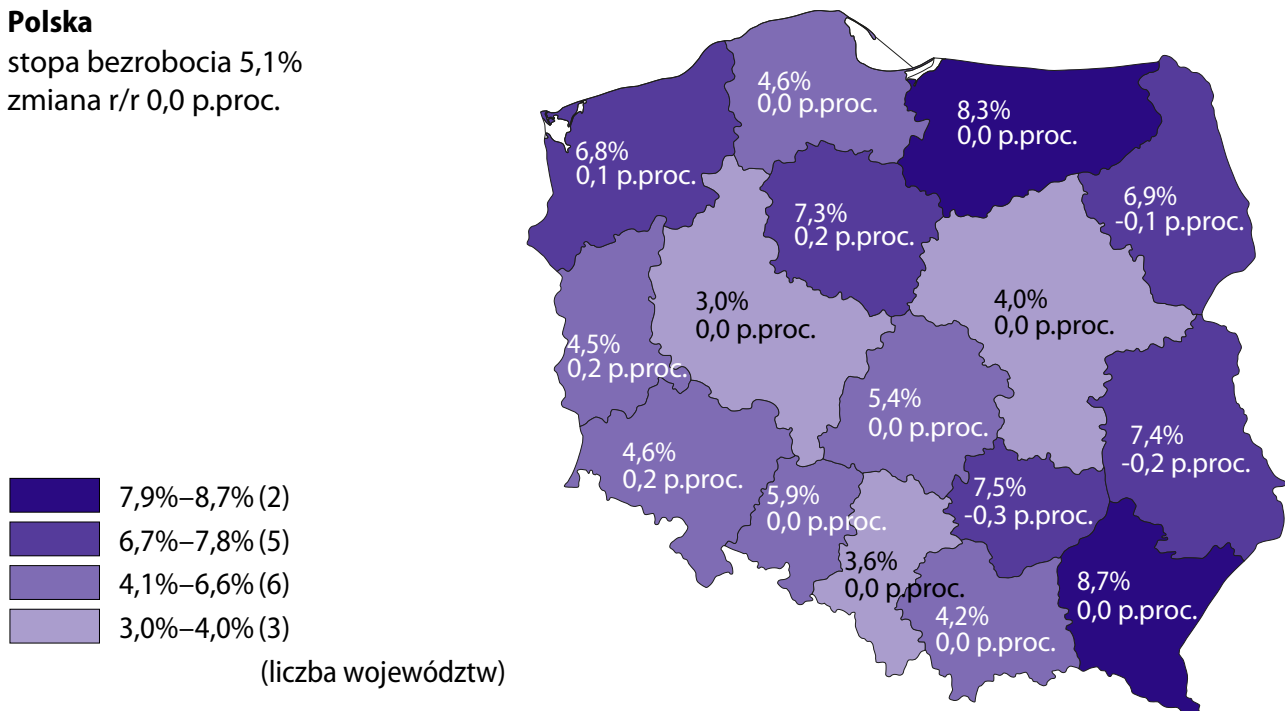 Polska
stopa bezrobocia 5,1%
zmiana r/r 0,0 p.proc.
4,6%
0,0 p.proc.
8,3%
0,0 p.proc.
6,8%
0,1 p.proc.
7,3%
0,2 p.proc.
6,9%
-0,1 p.proc.
3,0%
0,0 p.proc.
4,0%
0,0 p.proc.
4,5%
0,2 p.proc.
5,4%
0,0 p.proc.
7,4%
-0,2 p.proc.
4,6%
0,2 p.proc.
5,9%
0,0 p.proc.
7,5%
-0,3 p.proc.
3,6%
0,0 p.proc.
4,2%
0,0 p.proc.
8,7%
0,0 p.proc.
7,9%–8,7% (2)
6,7%–7,8% (5)
4,1%–6,6% (6)
3,0%–4,0% (3)
(liczba województw)